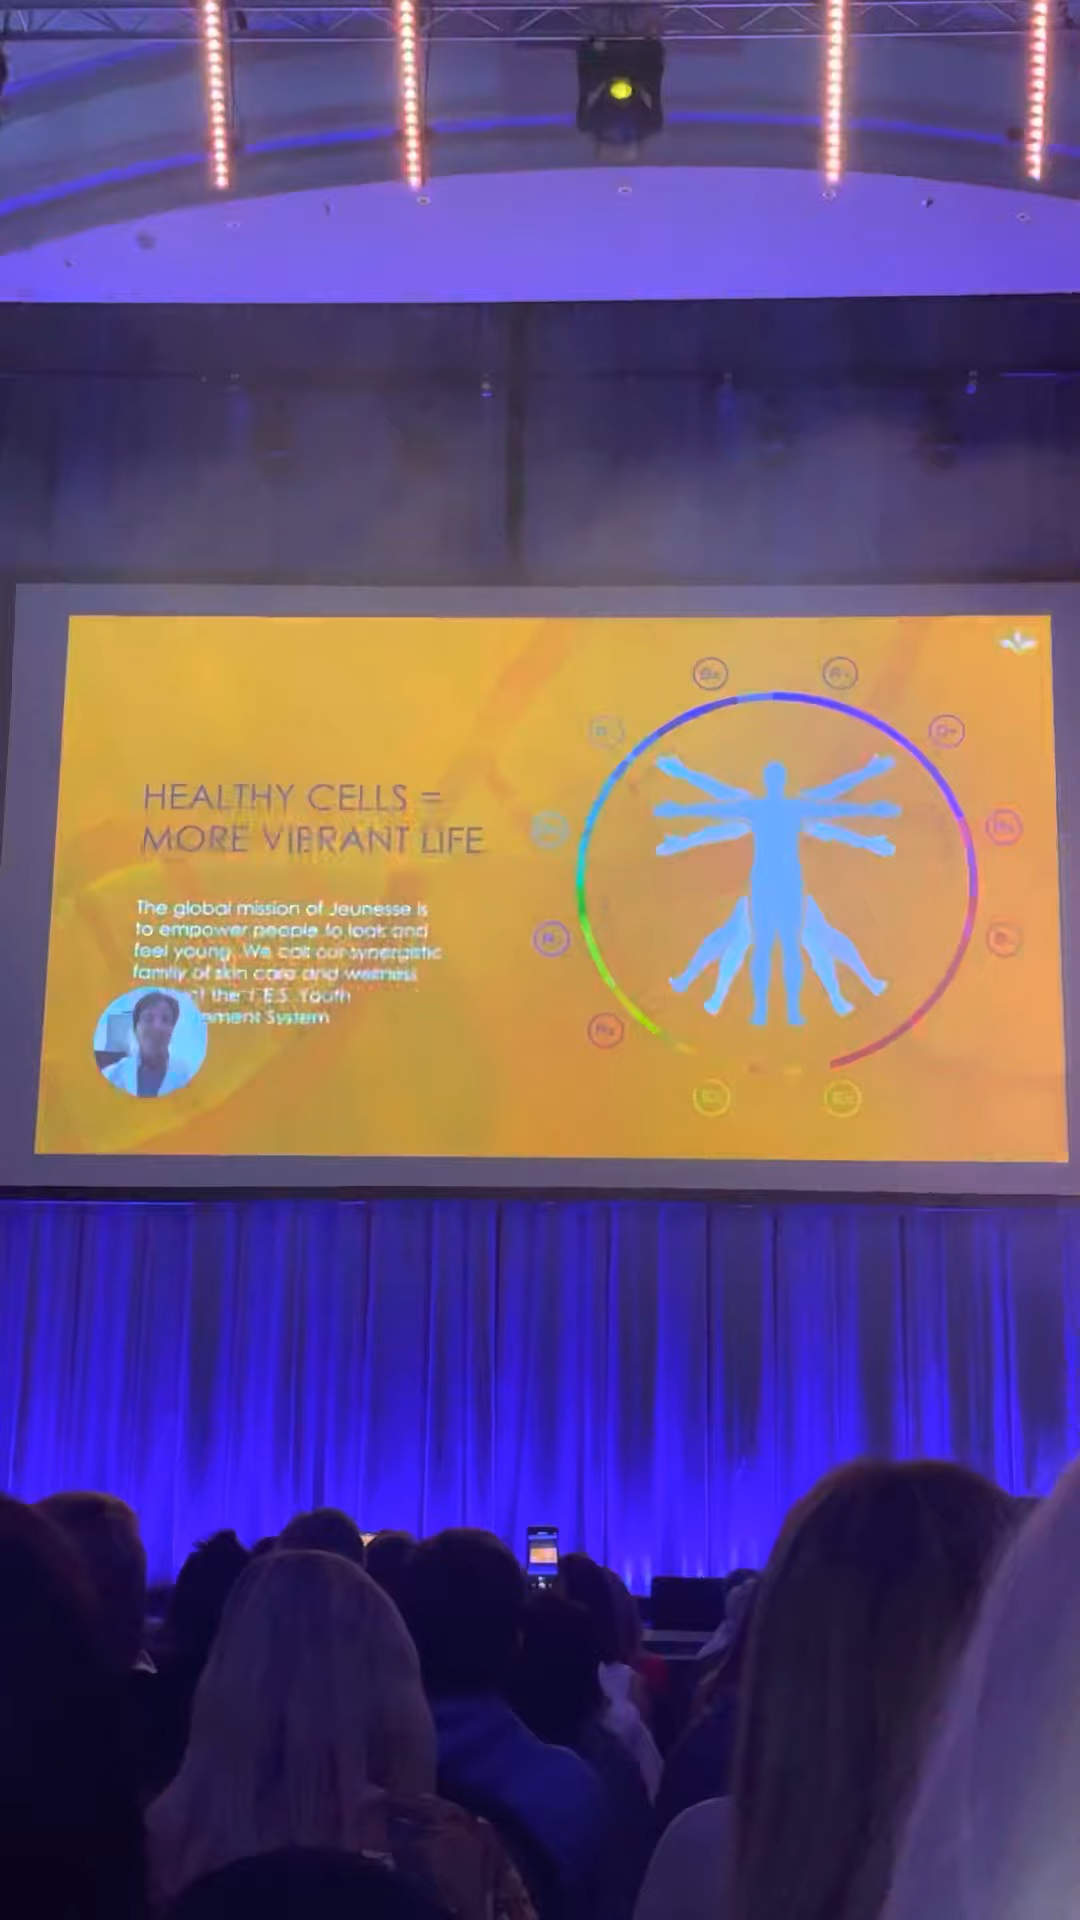 HEALTHY CELLS =
MORE VIBRANT LIFE
The global mission of Jeunesse is
to empower people to look and
feel young. We call our synergistic
family of skin care and wellness
the Y.E.S. Youth
ement System